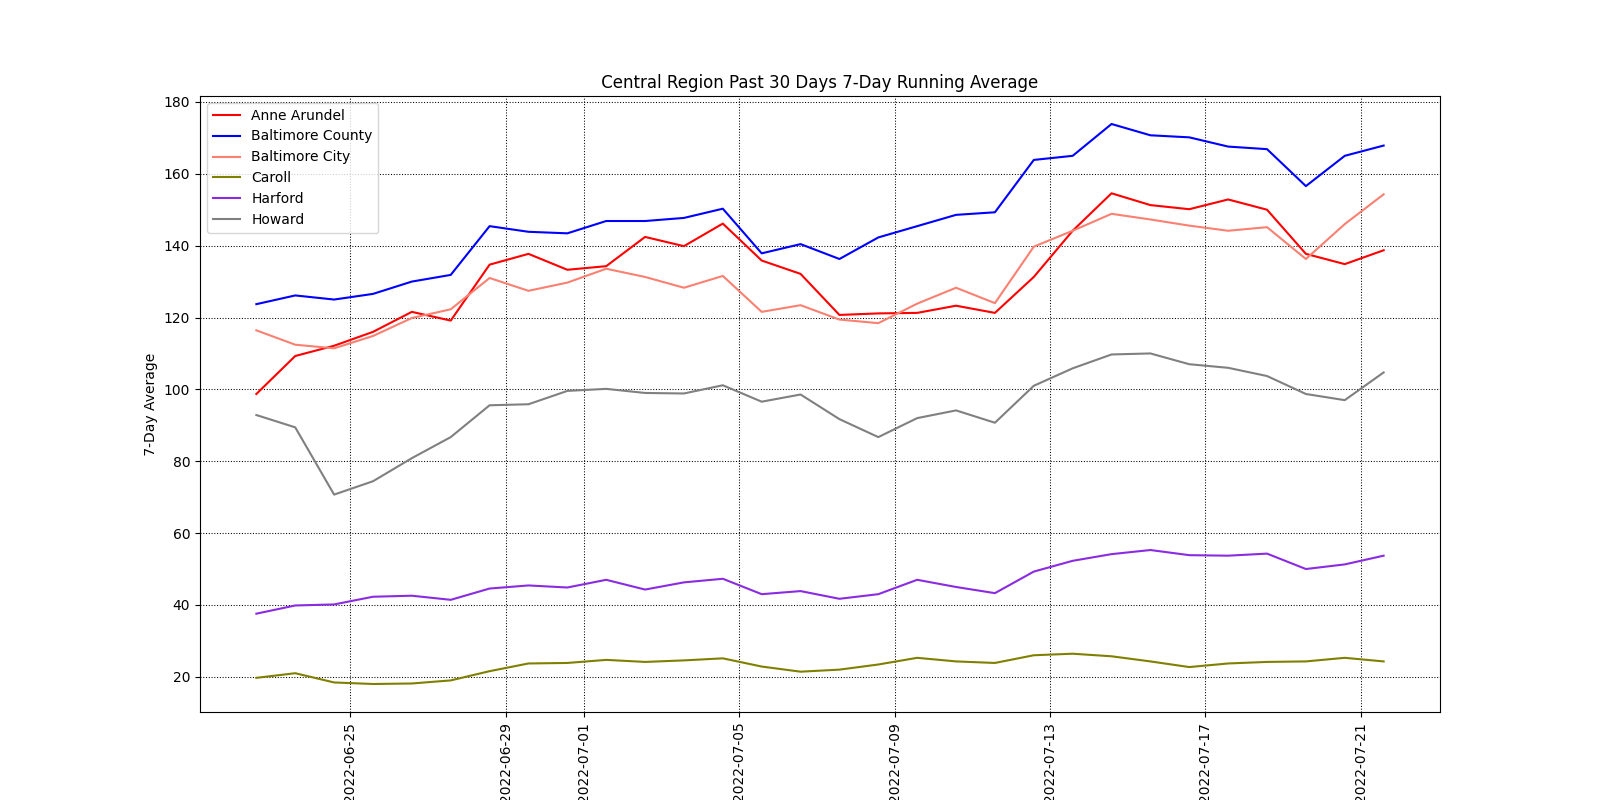 Central Region Past 30 Days 7-Day Running Average
180
160
140
120
100
80
60
40
20
7-Day Average
Anne Arundel
Baltimore County
Baltimore City
Caroll
Harford
Howard
2022-06-25
2022-06-29
2022-07-01
2022-07-05
2022-07-09
2022-07-13
2022-07-17
2022-07-21